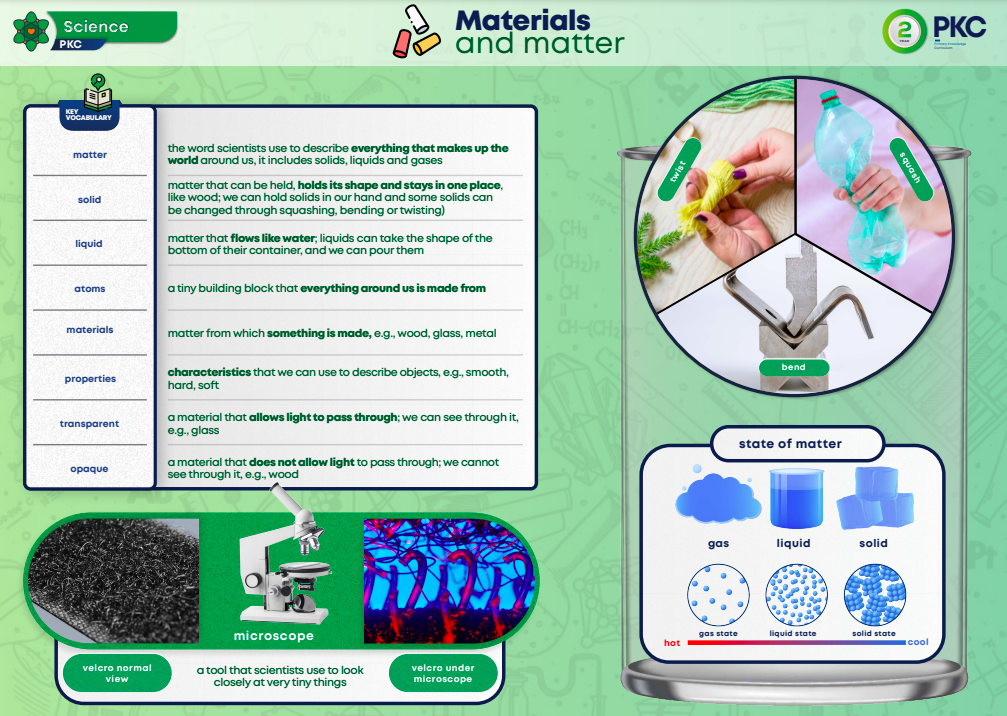 Science
PKC
Materials
and matter
2
YEAR
PKC
Primary Knowledge
Curriculum
KEY
VOCABULARY
matter
the word scientists use to describe everything that makes up the
world around us, it includes solids, liquids and gases
solid
matter that can be held, holds its shape and stays in one place,
like wood; we can hold solids in our hand and some solids can
be changed through squashing, bending or twisting)
liquid
matter that flows like water; liquids can take the shape of the
bottom of their container, and we can pour them
atoms
a tiny building block that everything around us is made from
materials
matter from which something is made, e.g., wood, glass, metal
properties
characteristics that we can use to describe objects, e.g., smooth,
hard, soft
transparent
a material that allows light to pass through; we can see through it,
e.g., glass
opaque
a material that does not allow light to pass through; we cannot
see through it, e.g., wood
microscope
velcro normal
view
a tool that scientists use to look
closely at very tiny things
velcro under
microscope
twist
squash
bend
state of matter
gas
liquid
solid
gas state
liquid state
solid state
hot
cool